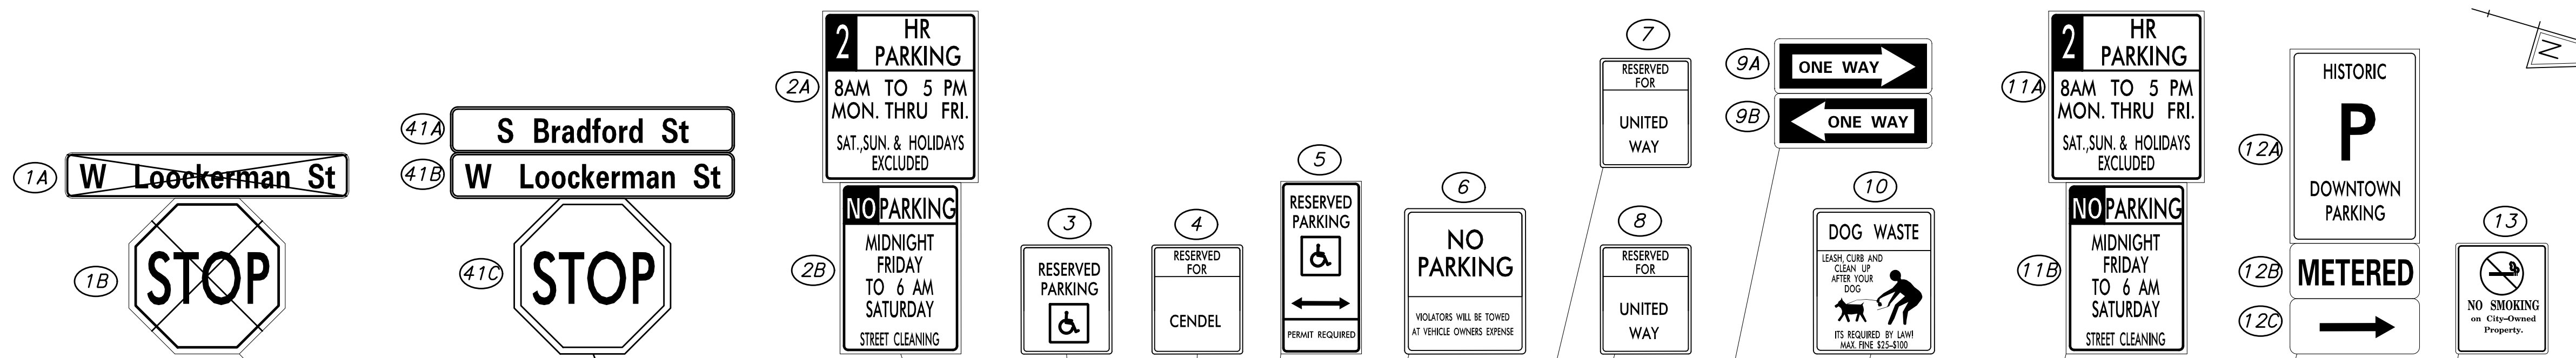 1A
W Loockerman St
1B
STOP
41A
S Bradford St
41B
W Loockerman St
41C
STOP
2A
2 HR
PARKING
8AM TO 5 PM
MON. THRU FRI.
SAT.,SUN. & HOLIDAYS
EXCLUDED
2B
NO PARKING
MIDNIGHT
FRIDAY
TO 6 AM
SATURDAY
STREET CLEANING
3
RESERVED
PARKING
4
RESERVED
FOR
CENDEL
5
RESERVED
PARKING
PERMIT REQUIRED
6
NO
PARKING
VIOLATORS WILL BE TOWED
AT VEHICLE OWNERS EXPENSE
7
RESERVED
FOR
UNITED
WAY
8
RESERVED
FOR
UNITED
WAY
9A
ONE WAY
9B
ONE WAY
10
DOG WASTE
LEASH, CURB AND
CLEAN UP
AFTER YOUR
DOG
ITS REQUIRED BY LAW!
MAX. FINE $25-$100
11A
2 HR
PARKING
8AM TO 5 PM
MON. THRU FRI.
SAT.,SUN. & HOLIDAYS
EXCLUDED
11B
NO PARKING
MIDNIGHT
FRIDAY
TO 6 AM
SATURDAY
STREET CLEANING
12A
HISTORIC
P
DOWNTOWN
PARKING
12B
METERED
12C
13
NO SMOKING
on City-Owned
Property.
N